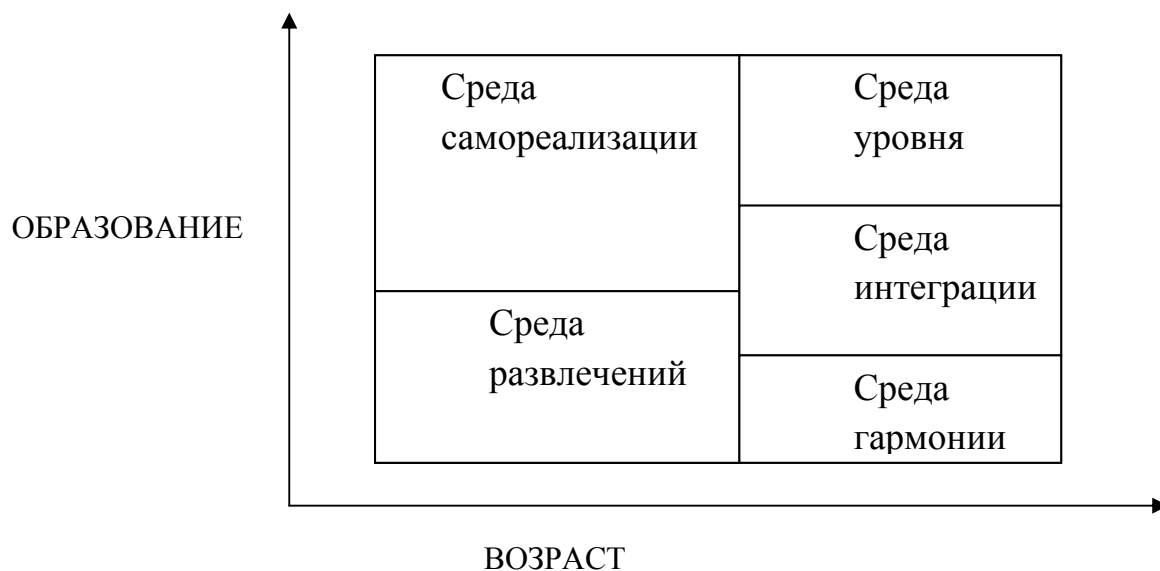 Среда
самореализации
Среда
уровня
ОБРАЗОВАНИЕ
Среда
интеграции
Среда
развлечений
Среда
гармонии
ВОЗРАСТ